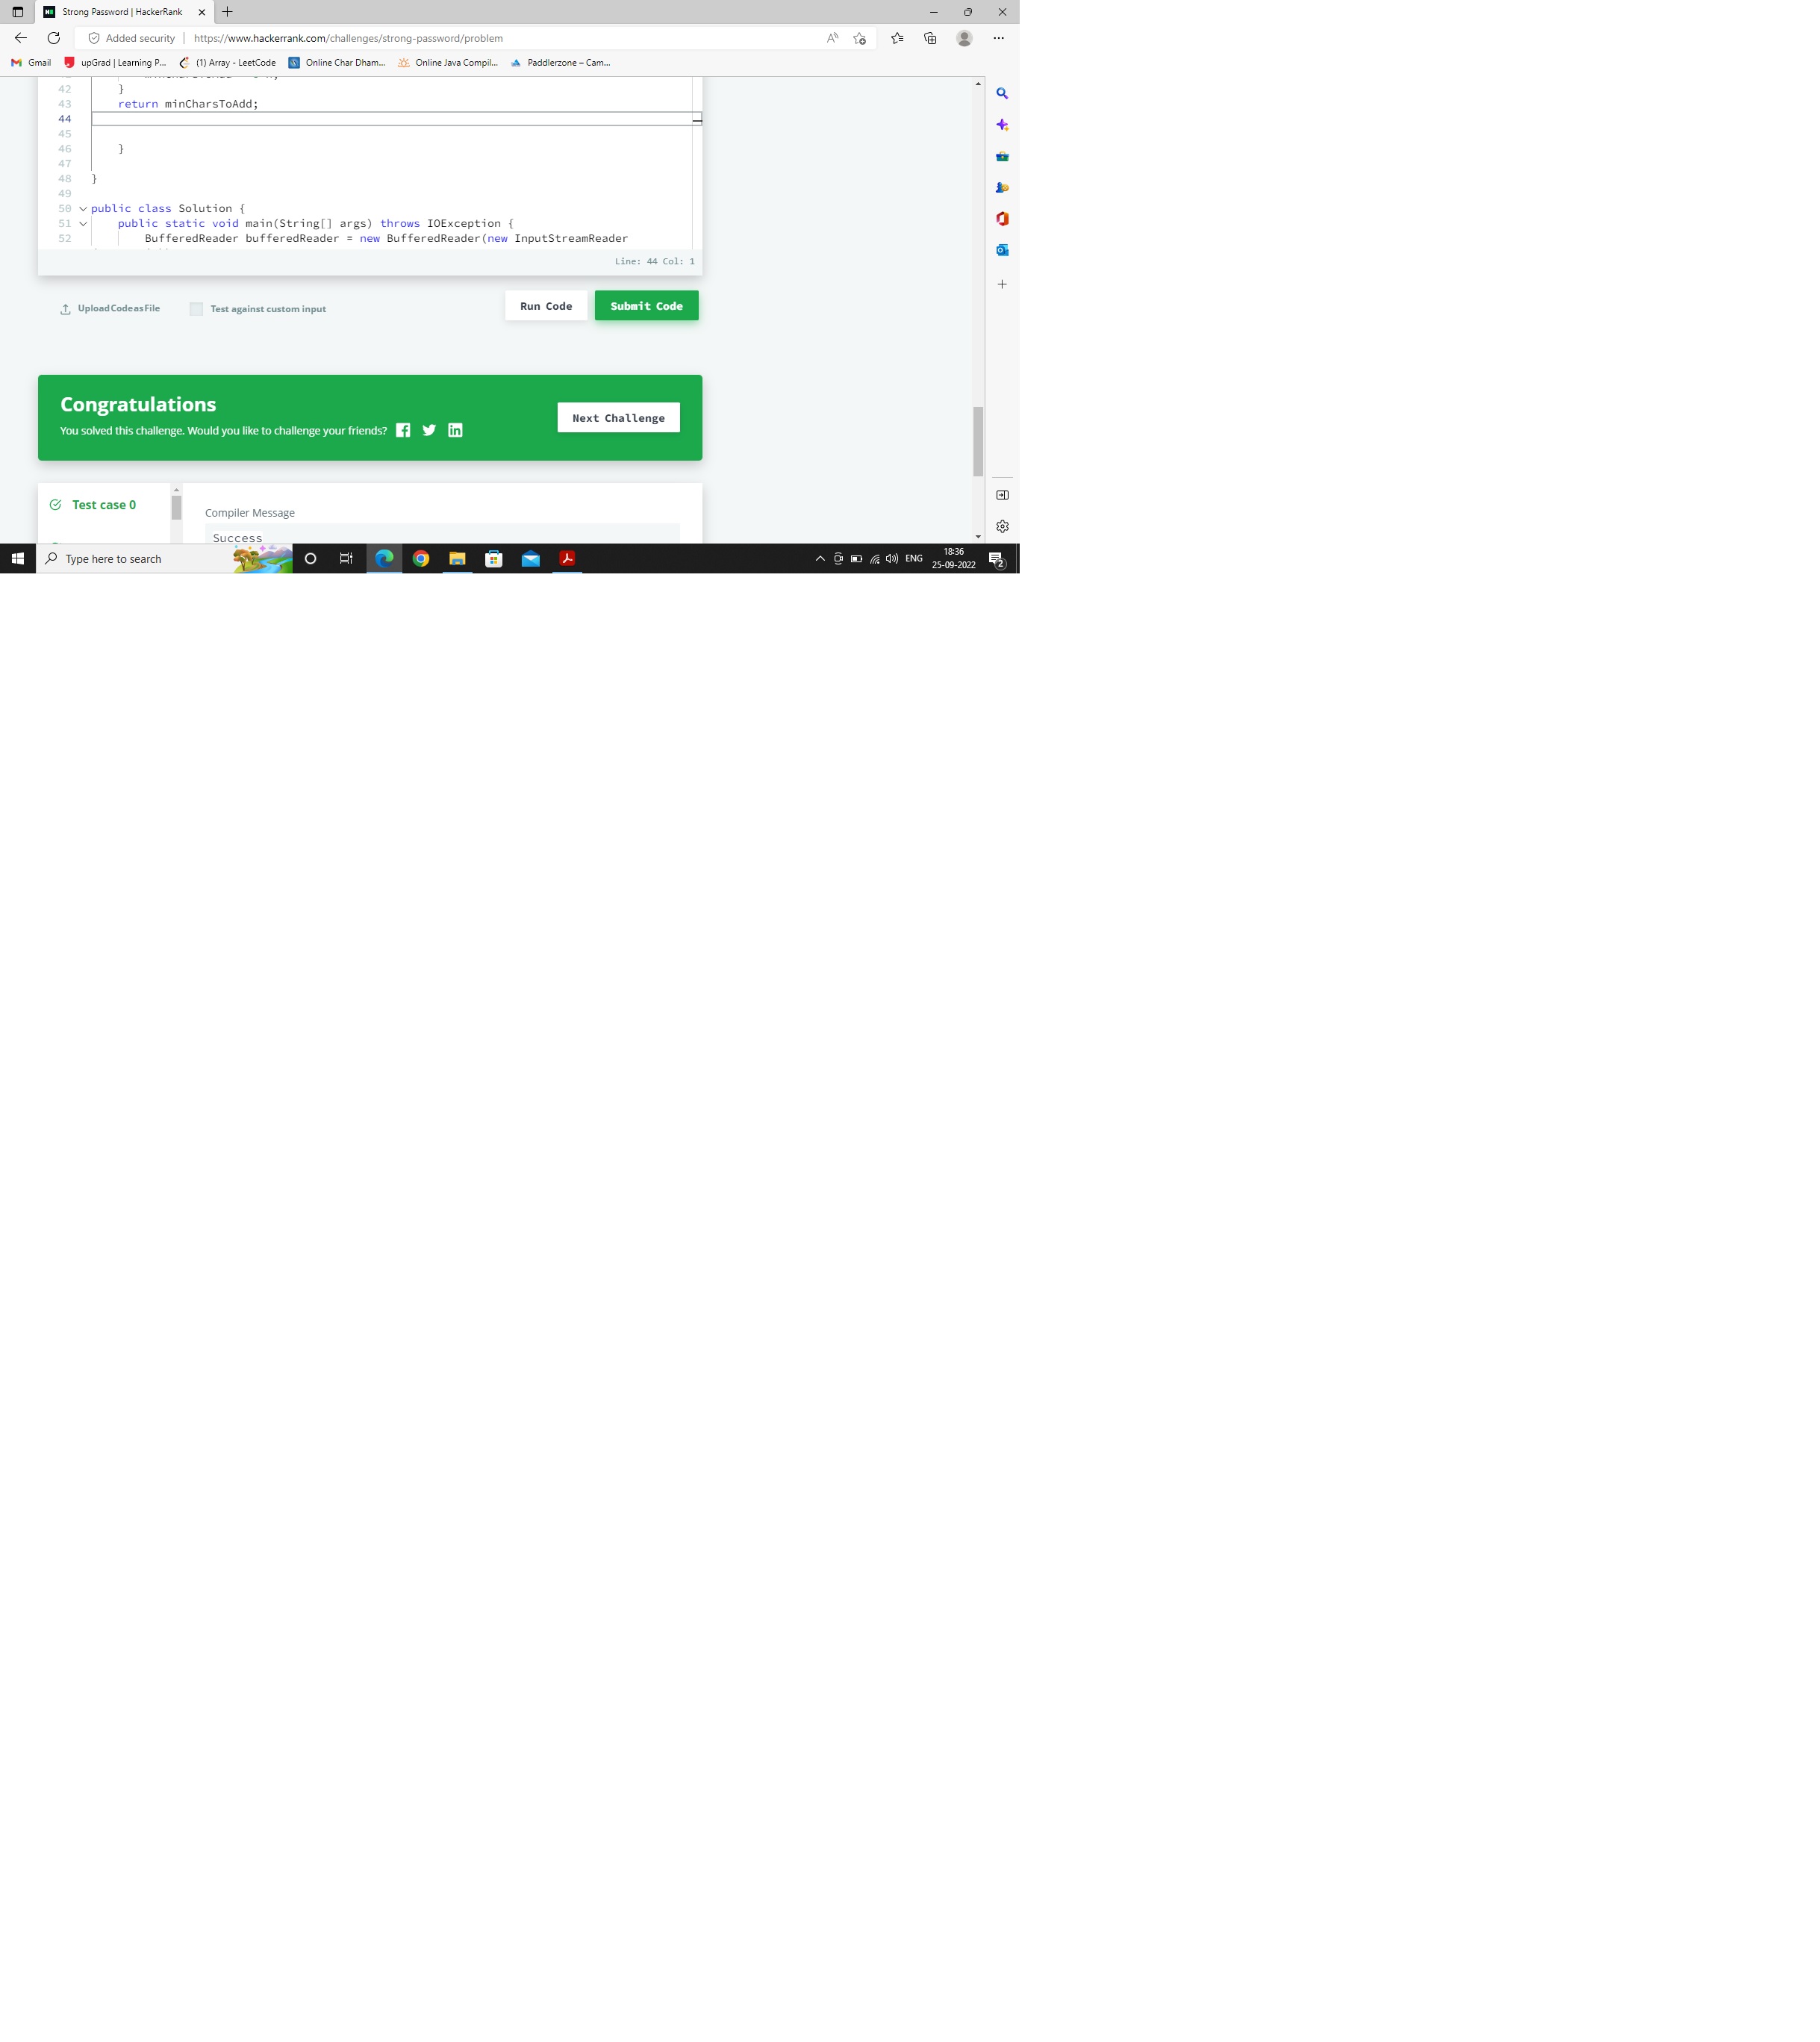 Strong Password | HackerRank
Added security
https://www.hackerrank.com/challenges/strong-password/problem
Gmail
upGrad | Learning P...
(1) Array - LeetCode
Online Char Dham...
Online Java Compil...
Paddlerzone – Cam...
42 }
43 return minCharsToAdd;
44
45
46 }
47
48 }
49
50 public class Solution {
51 public static void main(String[] args) throws IOException {
52 BufferedReader bufferedReader = new BufferedReader(new InputStreamReader
Line: 44 Col: 1
Upload Code as File
Test against custom input
Run Code
Submit Code
Congratulations
You solved this challenge. Would you like to challenge your friends?
Next Challenge
Test case 0
Compiler Message
Success
Type here to search
ENG
18:36
25-09-2022
2